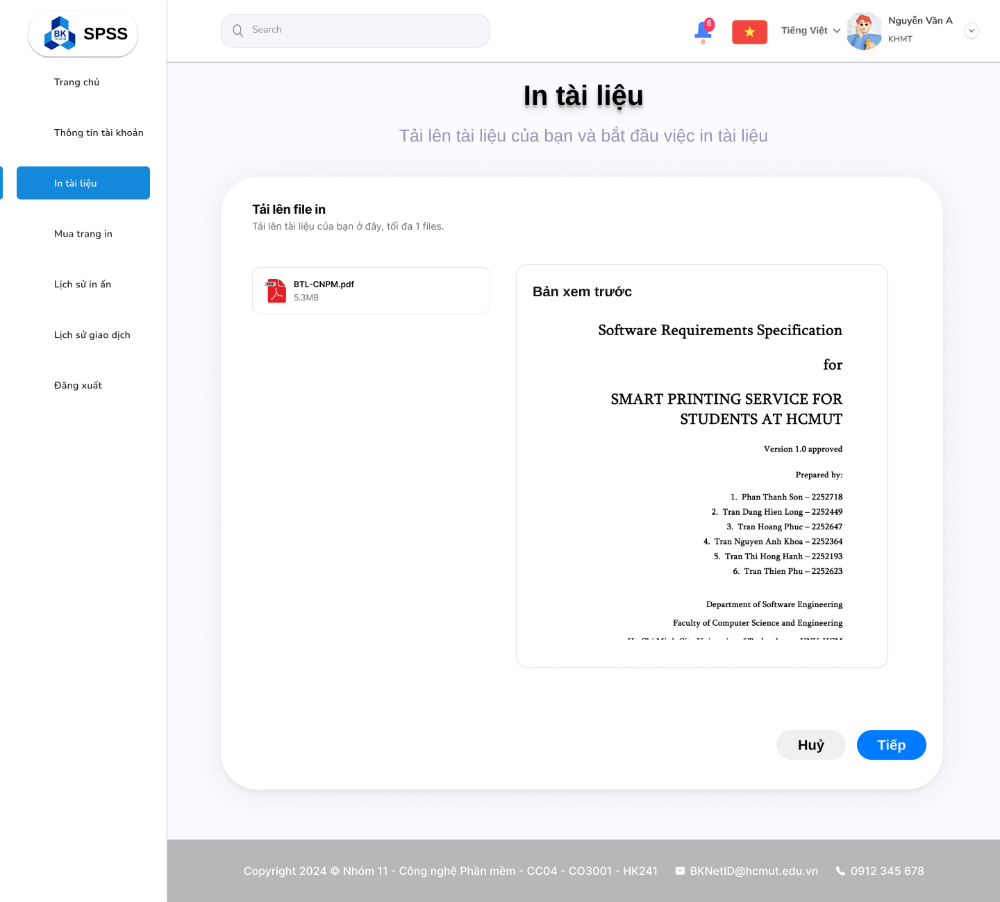 BK
TP.HCM
SPSS
Search
6
Tiếng Việt
Nguyễn Văn A
KHMT
Trang chủ
Thông tin tài khoản
In tài liệu
Mua trang in
Lịch sử in ấn
Lịch sử giao dịch
Đăng xuất
In tài liệu
Tải lên tài liệu của bạn và bắt đầu việc in tài liệu
Tải lên file in
Tải lên tài liệu của bạn ở đây, tối đa 1 files.
PDF
BTL-CNPM.pdf
5.3MB
Bản xem trước
Software Requirements Specification
for
SMART PRINTING SERVICE FOR
STUDENTS AT HCMUT
Version 1.0 approved
Prepared by:
1. Phan Thanh Son – 2252718
2. Tran Dang Hien Long – 2252449
3. Tran Hoang Phuc – 2252647
4. Tran Nguyen Anh Khoa – 2252364
5. Tran Thi Hong Hanh – 2252193
6. Tran Thien Phu – 2252623
Department of Software Engineering
Faculty of Computer Science and Engineering
Huỷ
Tiếp
Copyright 2024 © Nhóm 11 - Công nghệ Phần mềm - CC04 - CO3001 - HK241
BKNetID@hcmut.edu.vn
0912 345 678